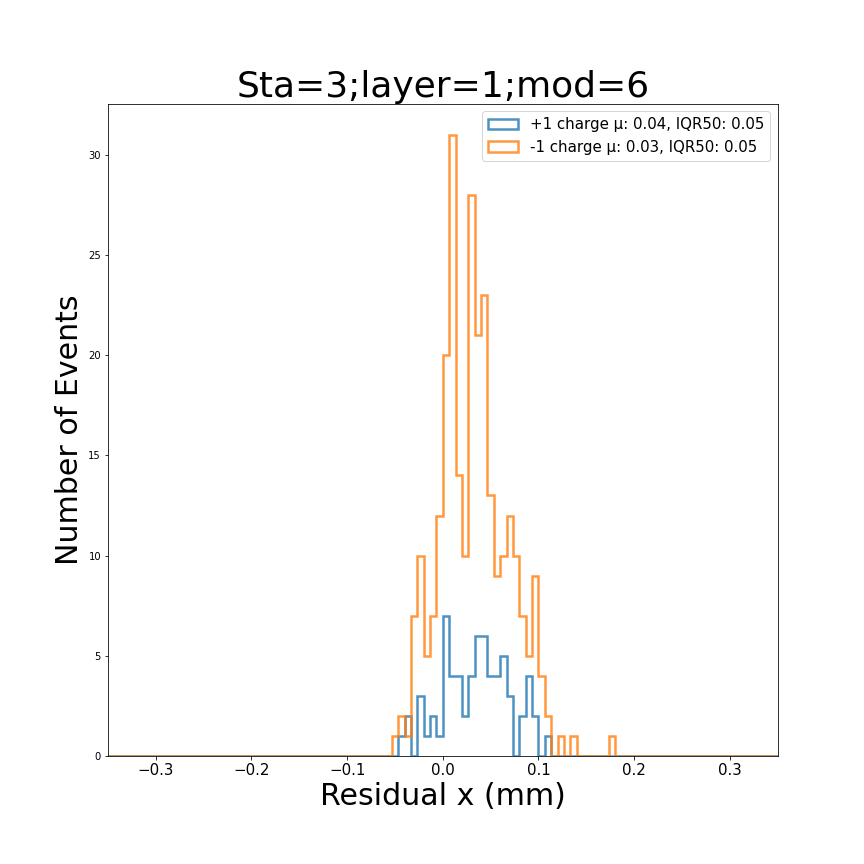 Sta=3;layer=1;mod=6
+1 charge μ: 0.04, IQR50: 0.05
-1 charge μ: 0.03, IQR50: 0.05
30
25
20
15
10
5
0
Number of Events
−0.3 −0.2 −0.1 0.0 0.1 0.2 0.3
Residual x (mm)